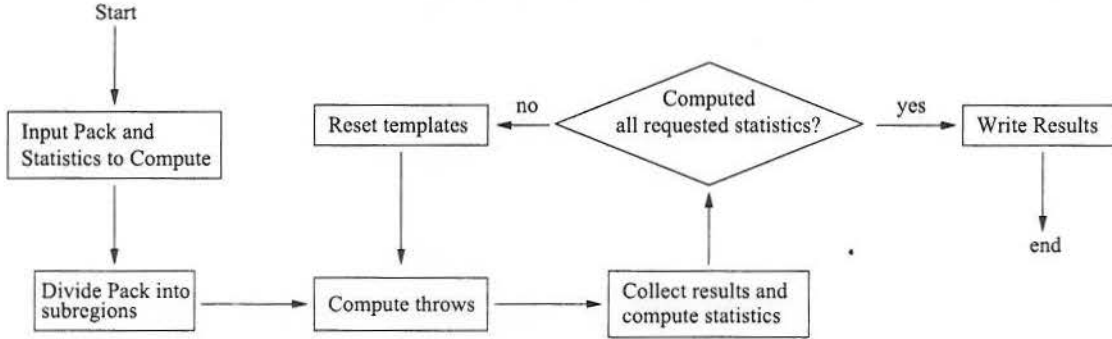 Start
Input Pack and
Statistics to Compute
Divide Pack into
subregions
Reset templates
Compute throws
no
Computed
all requested statistics?
yes
Collect results and
compute statistics
Write Results
end